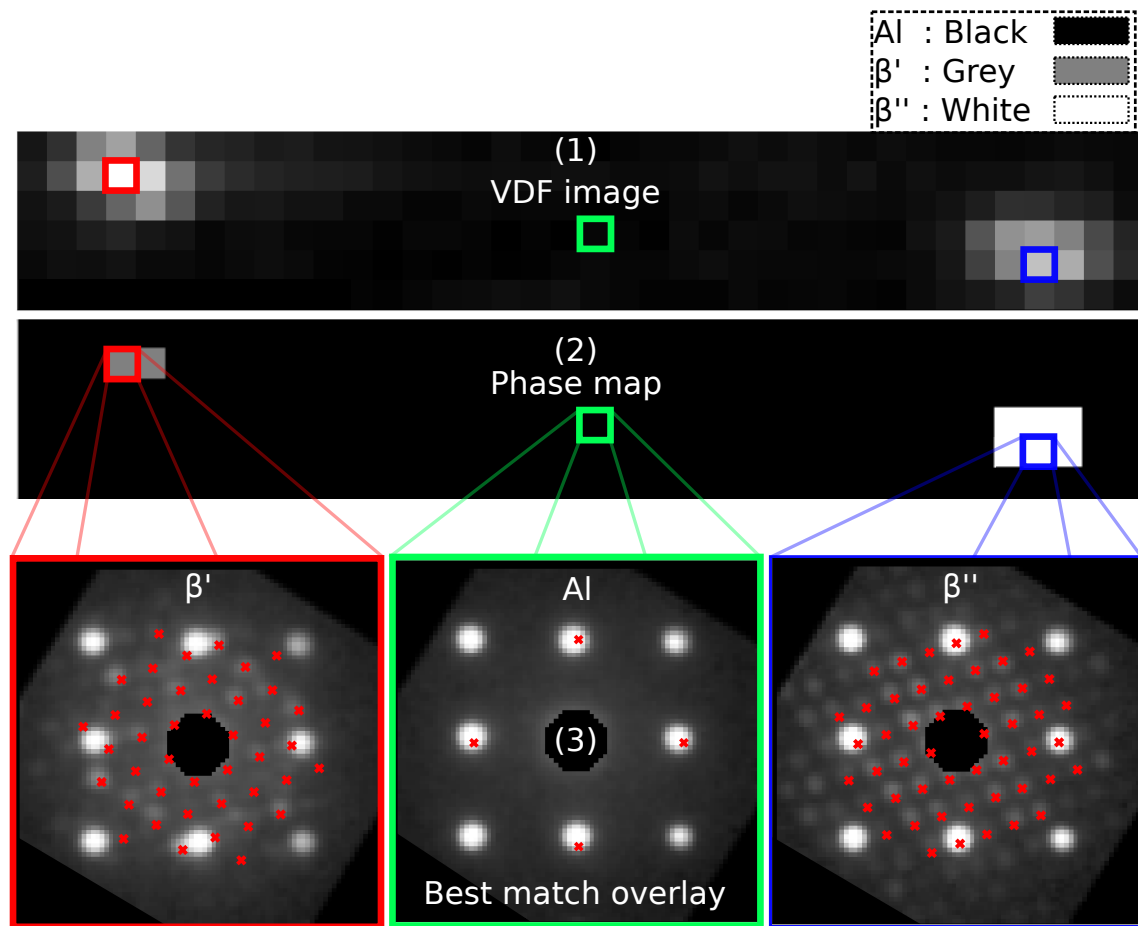 Al : Black
β' : Grey
β'' : White
(1)
VDF image
(2)
Phase map
β'
Al
β''
(3)
Best match overlay